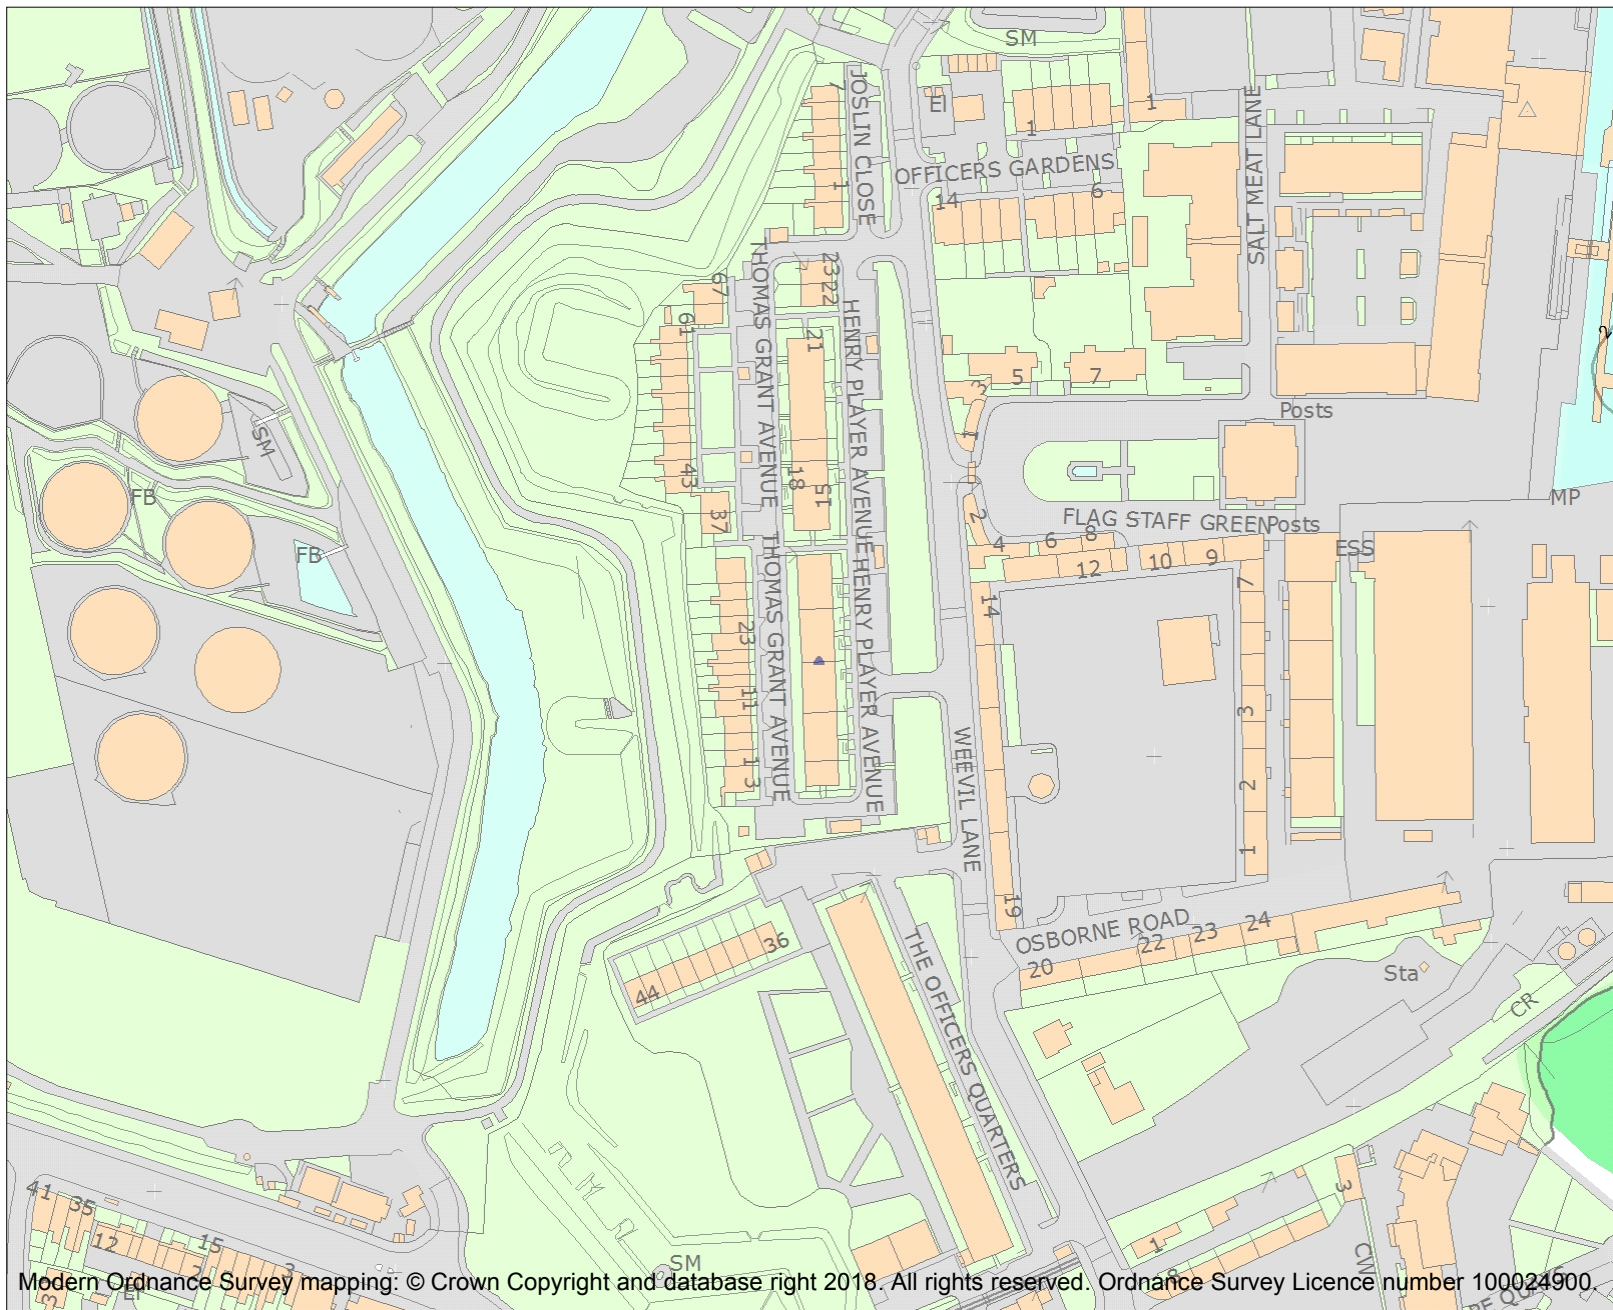 SM
7
JOSLIN CLOSE
El
1
1
SALT MEAT LANE
OFFICERS GARDENS
1
14
6
THOMAS GRANT AVENUE
67
23
22
HENRY PLAYER AVENUE
61
21
2
3
5
7
Posts
1
SM
43
18
15
FB
MP
37
2
FLAG STAFF GREEN
Posts
4
6
8
FB
12
10
9
ESS
THOMAS GRANT AVENUE
HENRY PLAYER AVENUE
7
14
23
11
3
WEEVIL LANE
1
3
2
1
19
OSBORNE ROAD
36
THE OFFICERS QUARTERS
20
22
23
24
44
Sta
CR
41
35
12
15
3
1
CW
SM
Modern Ordnance Survey mapping: © Crown Copyright and database right 2018. All rights reserved. Ordnance Survey Licence number 100024900.